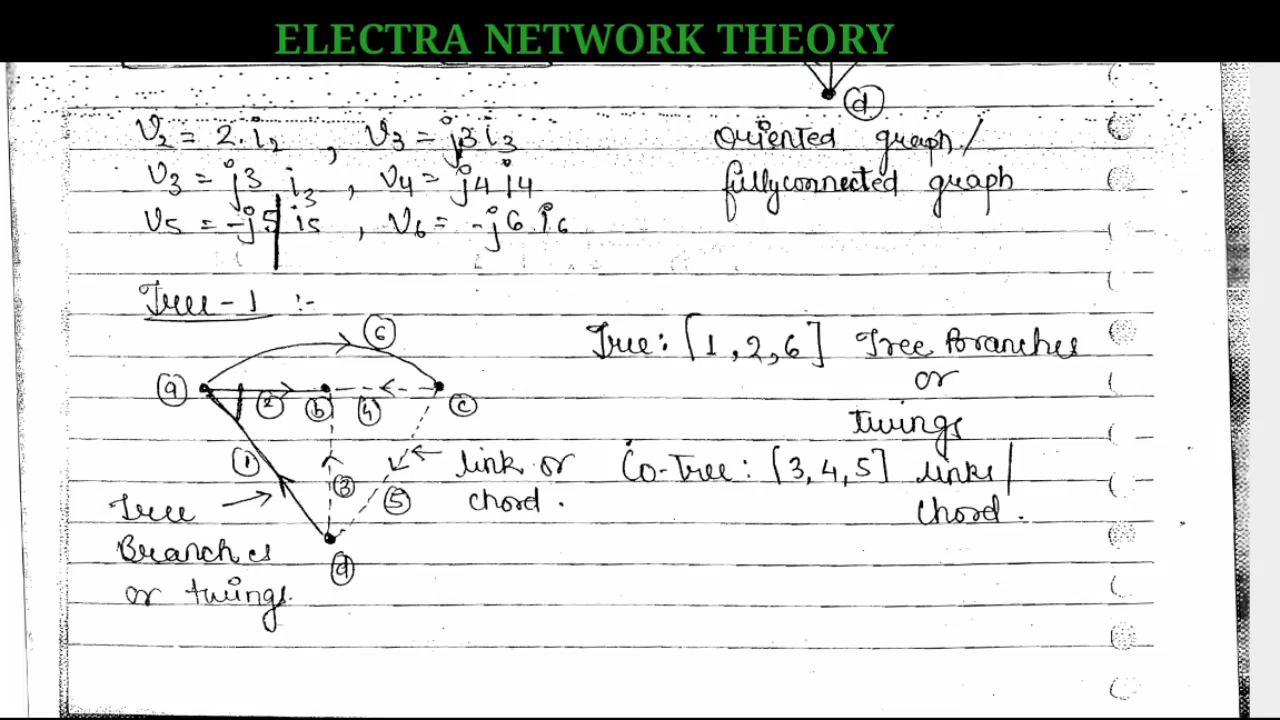 ELECTRA NETWORK THEORY
d
V2 = 2.i2 , V3 = j3 i3
Oriented graph/
V3 = j3 i3 , V4 = j4 i4
fullyconnected graph
V5 = -j5 i5 , V6 = -j6.i6
Tree-1 :-
6
Tree: [1,2,6] Tree Branches
or
twings
a
2
b
4
c
1
3
5
link or
chord.
Co-Tree: [3,4,5] links/
chord.
Tree
Branches
or twings.
d